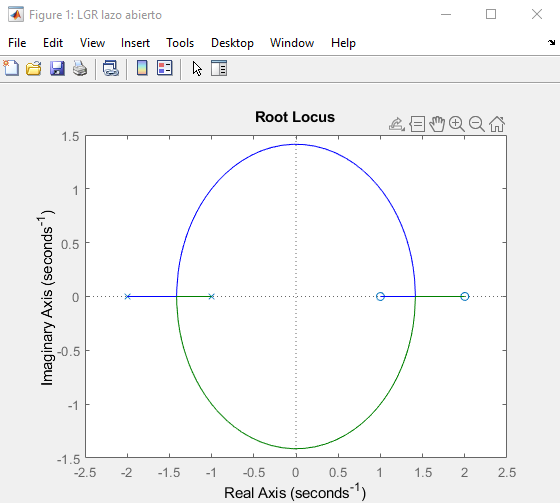 Figure 1: LGR lazo abierto
File Edit View Insert Tools Desktop Window Help
Root Locus
1.5
1
0.5
0
-0.5
-1
-1.5
Imaginary Axis (seconds⁻¹)
-2.5 -2 -1.5 -1 -0.5 0 0.5 1 1.5 2 2.5
Real Axis (seconds⁻¹)